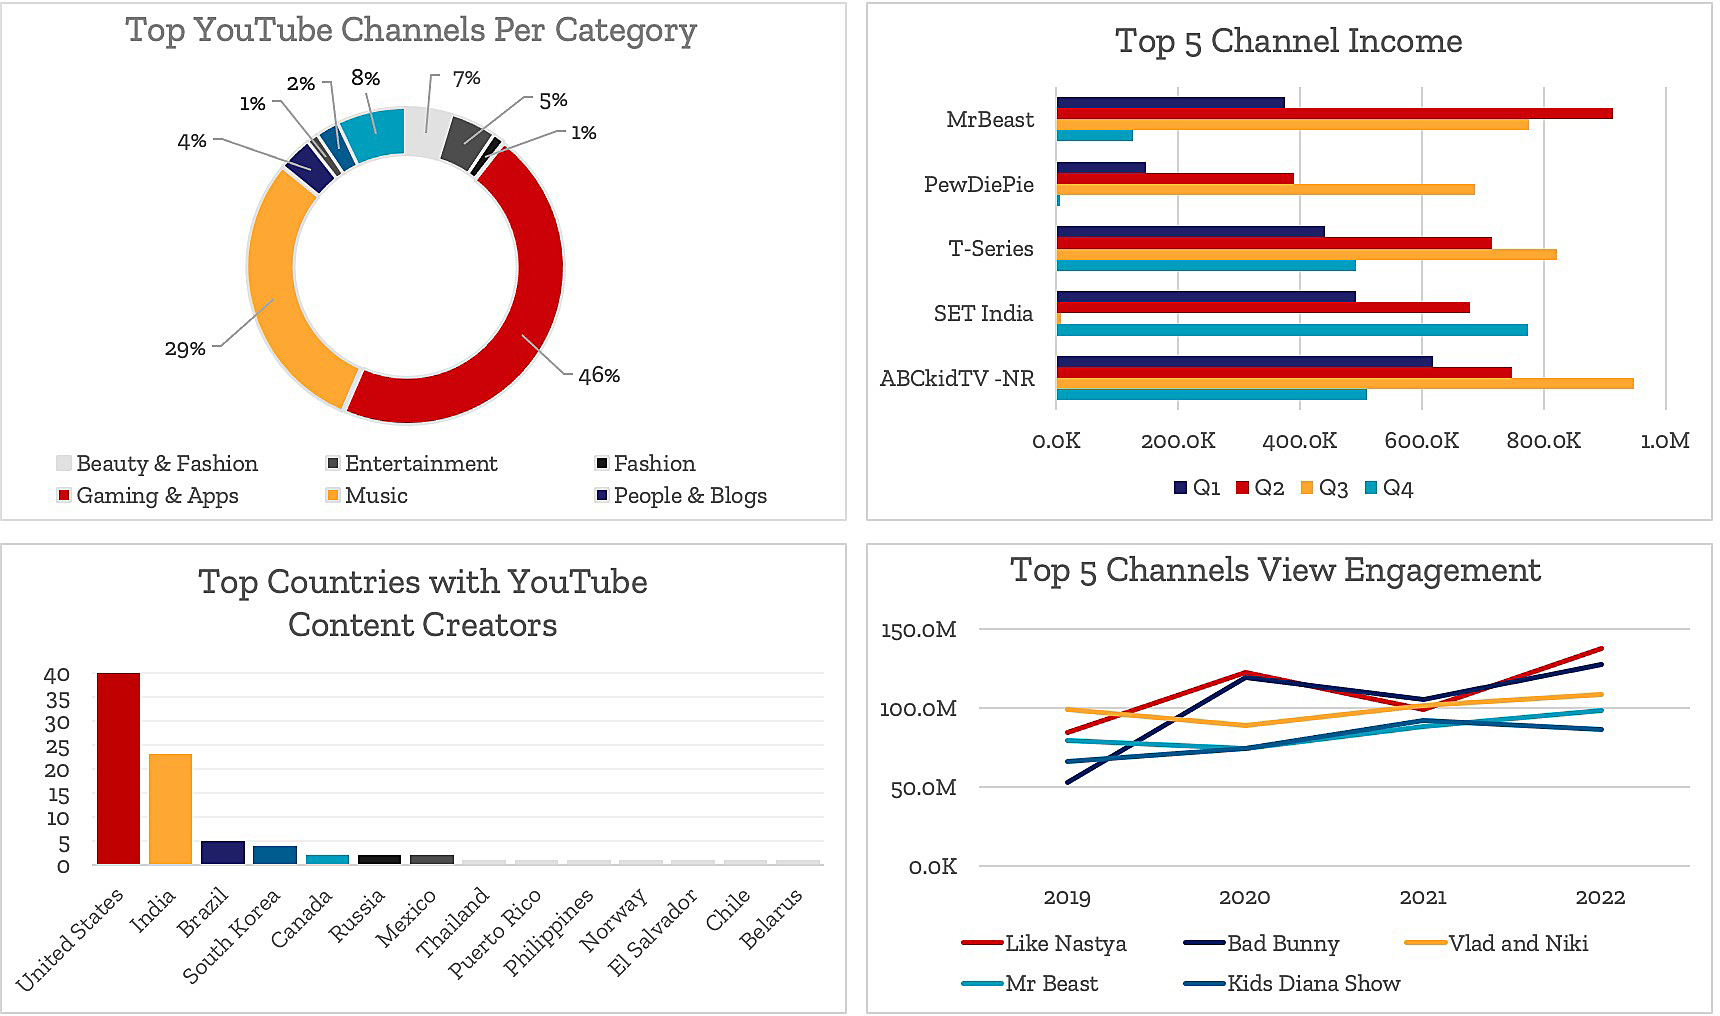 Top YouTube Channels Per Category
8%
7%
2%
5%
1%
1%
4%
29%
46%
Beauty & Fashion
Entertainment
Fashion
Gaming & Apps
Music
People & Blogs
Top 5 Channel Income
MrBeast
PewDiePie
T-Series
SET India
ABCkidTV -NR
0.0K 200.0K 400.0K 600.0K 800.0K 1.0M
Q1 Q2 Q3 Q4
Top Countries with YouTube
Content Creators
40
35
30
25
20
15
10
5
0
United States
India
Brazil
South Korea
Canada
Russia
Mexico
Thailand
Puerto Rico
Philippines
Norway
El Salvador
Chile
Belarus
Top 5 Channels View Engagement
150.0M
100.0M
50.0M
0.0K
2019 2020 2021 2022
Like Nastya
Bad Bunny
Vlad and Niki
Mr Beast
Kids Diana Show